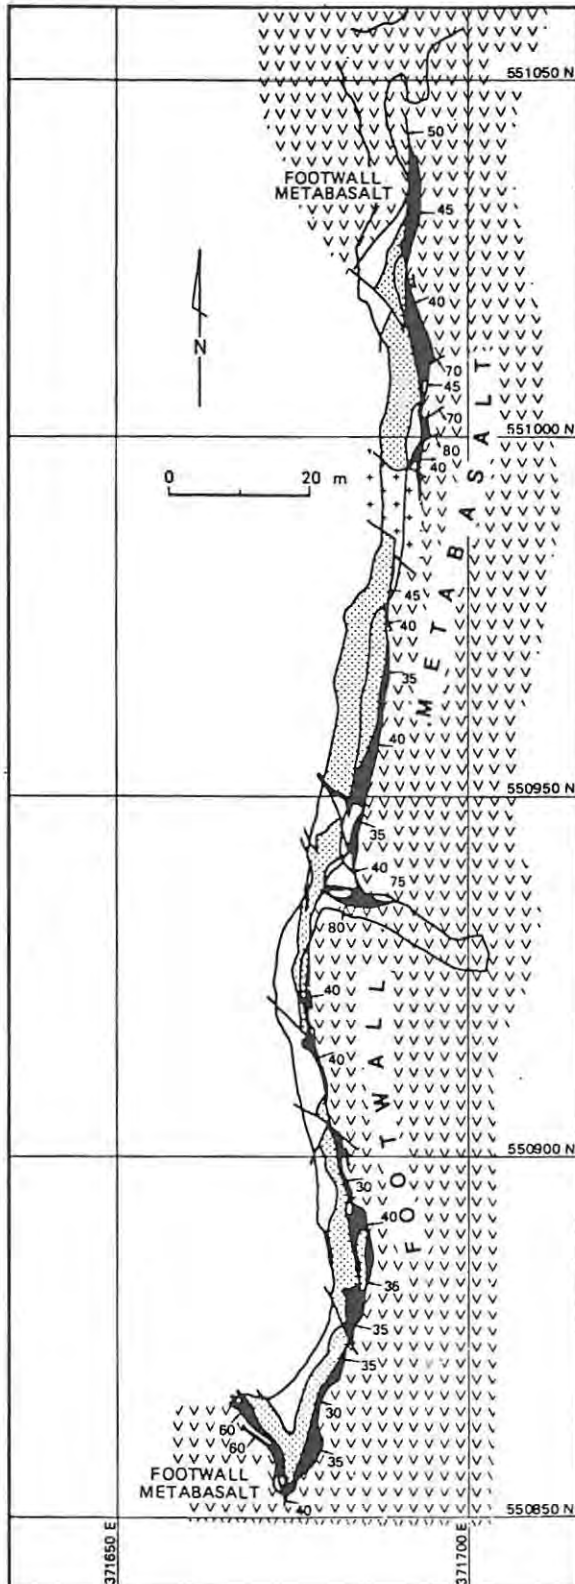 551050 N
50
FOOTWALL
METABASALT
45
40
N
70
45
70
551000 N
80
40
0 20 m
45
40
35
40
550950 N
35
40
75
80
40
40
550900 N
30
40
36
35
35
30
60
60
35
FOOTWALL
METABASALT
40
550850 N
371650 E
371700 E
FOOTWALL METABASALT